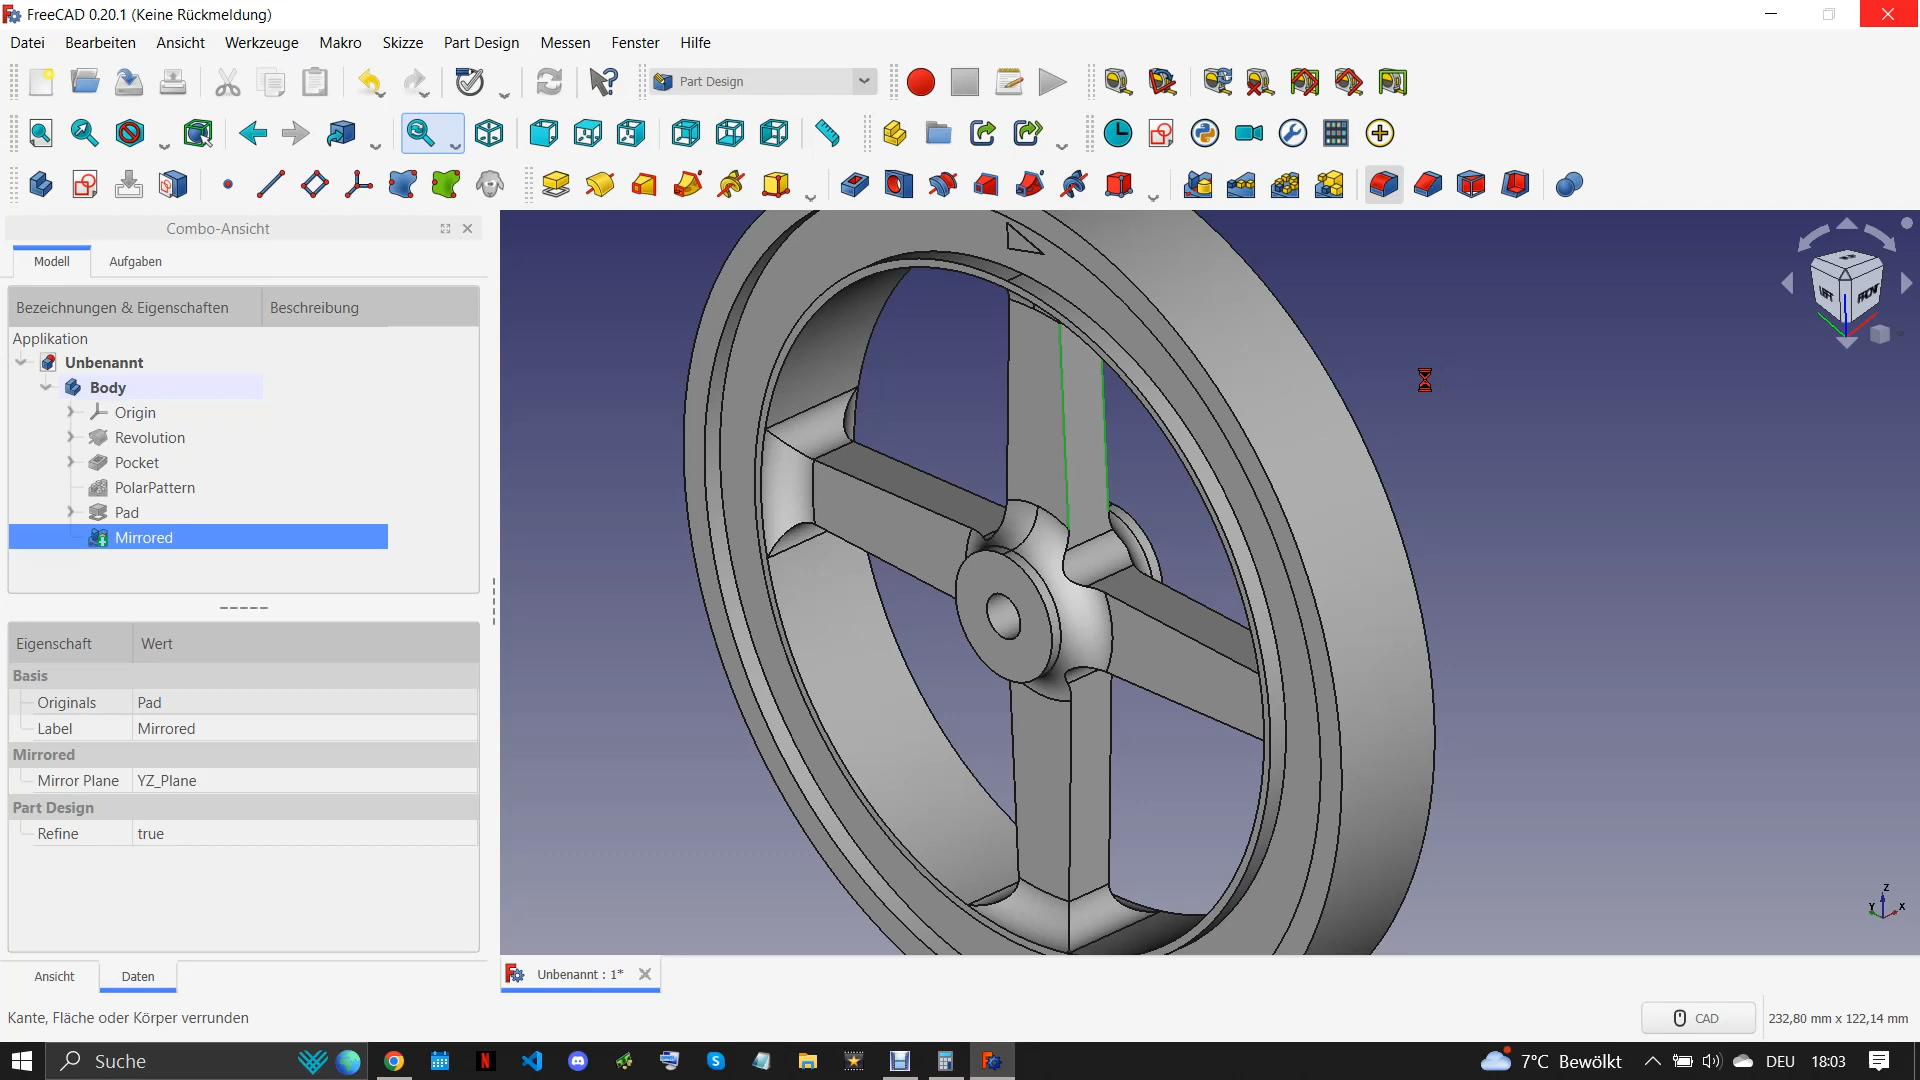 FreeCAD 0.20.1 (Keine Rückmeldung)
Datei Bearbeiten Ansicht Werkzeuge Makro Skizze Part Design Messen Fenster Hilfe
Part Design
Combo-Ansicht
Modell Aufgaben
Bezeichnungen & Eigenschaften Beschreibung
Applikation
Unbenannt
Body
Origin
Revolution
Pocket
PolarPattern
Pad
Mirrored
Eigenschaft Wert
Basis
Originals Pad
Label Mirrored
Mirrored
Mirror Plane YZ_Plane
Part Design
Refine true
Ansicht Daten
LEFT FRONT
Z
Y X
Unbenannt : 1*
Kante, Fläche oder Körper verrunden
CAD 232,80 mm x 122,14 mm
Suche
7°C Bewölkt DEU 18:03